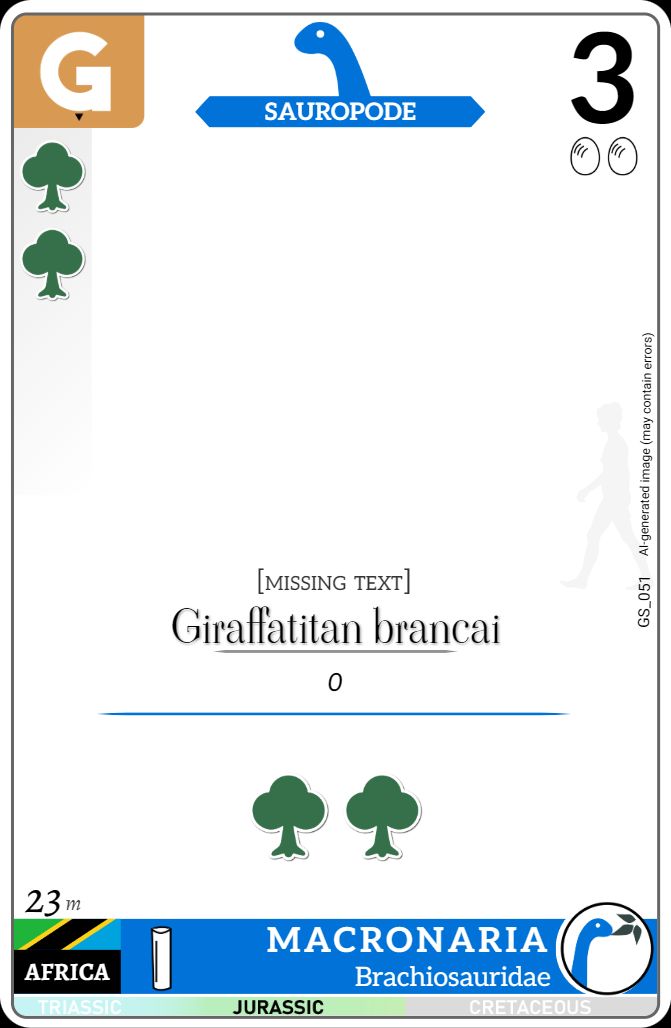 G
SAUROPODE
3
AI-generated image (may contain errors)
GS_051
[MISSING TEXT]
Giraffatitan brancai
0
23 m
MACRONARIA
AFRICA
Brachiosauridae
TRIASSIC JURASSIC CRETACEOUS